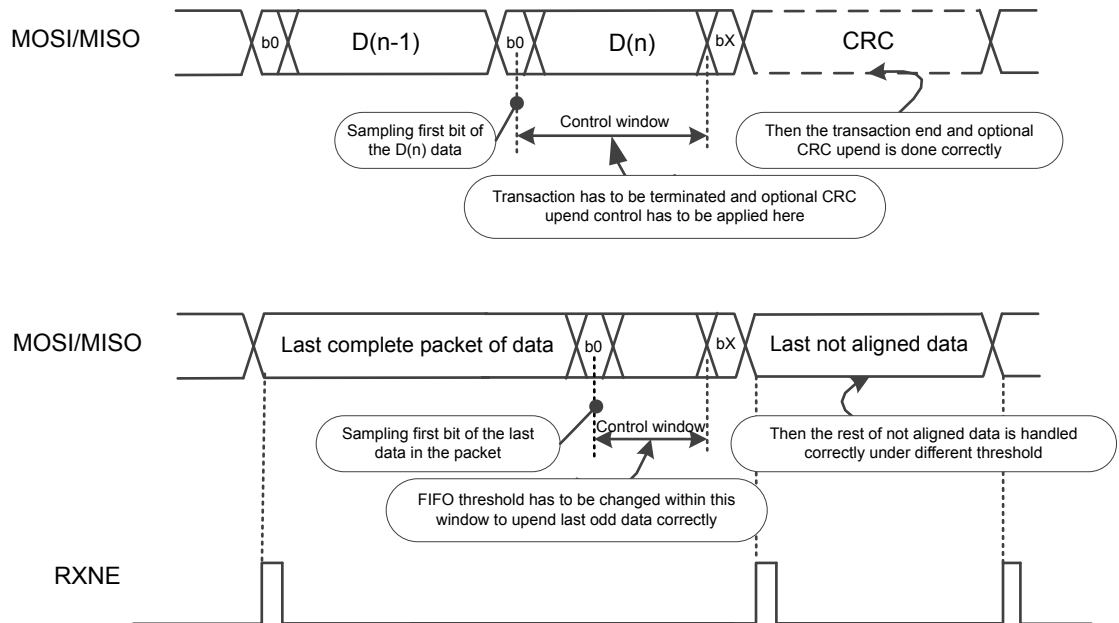 MOSI/MISO
b0
D(n-1)
b0
D(n)
bX
CRC
Sampling first bit of
the D(n) data
Control window
Then the transaction end and optional
CRC upend is done correctly
Transaction has to be terminated and optional CRC
upend control has to be applied here
MOSI/MISO
Last complete packet of data
b0
bX
Last not aligned data
Sampling first bit of the last
data in the packet
Control window
Then the rest of not aligned data is handled
correctly under different threshold
FIFO threshold has to be changed within this
window to upend last odd data correctly
RXNE